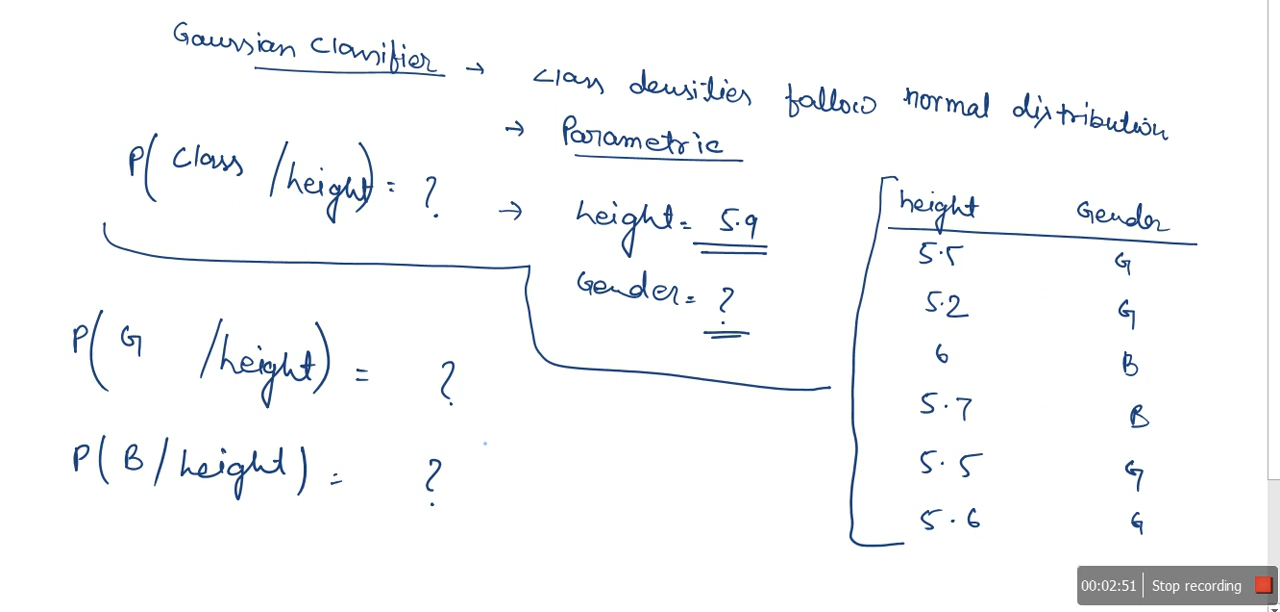 Gaussian Classifier → class densities follow normal distribution
→ Parametric
P( class /height) = ?
→ height = 5.9
Gender = ?
height Gender
5.5 G
5.2 G
6 B
5.7 B
5.5 G
5.6 G
P( G /height) = ?
P( B / height ) = ?
00:02:51 Stop recording